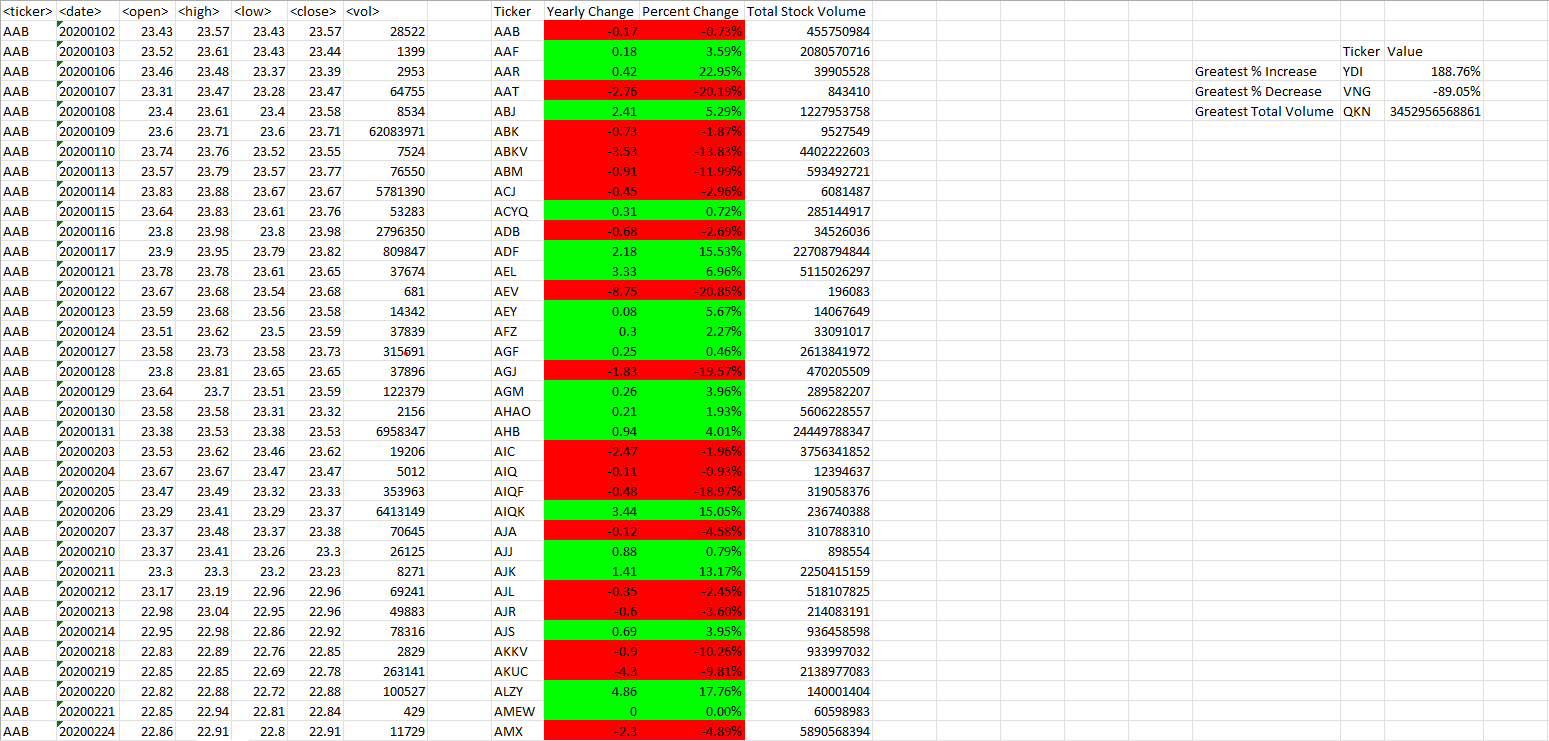 <ticker> <date> <open> <high> <low> <close> <vol> Ticker Yearly Change Percent Change Total Stock Volume
AAB 20200102 23.43 23.57 23.43 23.57 28522 AAB -0.17 -0.73% 455750984
AAB 20200103 23.52 23.61 23.43 23.44 1399 AAF 0.18 3.59% 2080570716 Ticker Value
AAB 20200106 23.46 23.48 23.37 23.39 2953 AAR 0.42 22.95% 39905528 Greatest % Increase YDI 188.76%
AAB 20200107 23.31 23.47 23.28 23.47 64755 AAT -2.76 -20.19% 843410 Greatest % Decrease VNG -89.05%
AAB 20200108 23.4 23.61 23.4 23.58 8534 ABJ 2.41 5.29% 1227953758 Greatest Total Volume QKN 3452956568861
AAB 20200109 23.6 23.71 23.6 23.71 62083971 ABK -0.73 -1.87% 9527549
AAB 20200110 23.74 23.76 23.52 23.55 7524 ABKV -3.53 -13.83% 4402222603
AAB 20200113 23.57 23.79 23.57 23.77 76550 ABM -0.91 -11.99% 593492721
AAB 20200114 23.83 23.88 23.67 23.67 5781390 ACJ -0.45 -2.96% 6081487
AAB 20200115 23.64 23.83 23.61 23.76 53283 ACYQ 0.31 0.72% 285144917
AAB 20200116 23.8 23.98 23.8 23.98 2796350 ADB -0.68 -2.69% 34526036
AAB 20200117 23.9 23.95 23.79 23.82 809847 ADF 2.18 15.53% 22708794844
AAB 20200121 23.78 23.78 23.61 23.65 37674 AEL 3.33 6.96% 5115026297
AAB 20200122 23.67 23.68 23.54 23.68 681 AEV -8.75 -20.85% 196083
AAB 20200123 23.59 23.68 23.56 23.58 14342 AEY 0.08 5.67% 14067649
AAB 20200124 23.51 23.62 23.5 23.59 37839 AFZ 0.3 2.27% 33091017
AAB 20200127 23.58 23.73 23.58 23.73 315691 AGF 0.25 0.46% 2613841972
AAB 20200128 23.8 23.81 23.65 23.65 37896 AGJ -1.83 -19.57% 470205509
AAB 20200129 23.64 23.7 23.51 23.59 122379 AGM 0.26 3.96% 289582207
AAB 20200130 23.58 23.58 23.31 23.32 2156 AHAO 0.21 1.93% 5606228557
AAB 20200131 23.38 23.53 23.38 23.53 6958347 AHB 0.94 4.01% 24449788347
AAB 20200203 23.53 23.62 23.46 23.62 19206 AIC -2.47 -1.96% 3756341852
AAB 20200204 23.67 23.67 23.47 23.47 5012 AIQ -0.11 -0.93% 12394637
AAB 20200205 23.47 23.49 23.32 23.33 353963 AIQF -0.48 -18.97% 319058376
AAB 20200206 23.29 23.41 23.29 23.37 6413149 AIQK 3.44 15.05% 236740388
AAB 20200207 23.37 23.48 23.37 23.38 70645 AJA -0.12 -4.58% 310788310
AAB 20200210 23.37 23.41 23.26 23.3 26125 AJJ 0.88 0.79% 898554
AAB 20200211 23.3 23.3 23.2 23.23 8271 AJK 1.41 13.17% 2250415159
AAB 20200212 23.17 23.19 22.96 22.96 69241 AJL -0.35 -2.45% 518107825
AAB 20200213 22.98 23.04 22.95 22.96 49883 AJR -0.6 -3.60% 214083191
AAB 20200214 22.95 22.98 22.86 22.92 78316 AJS 0.69 3.95% 936458598
AAB 20200218 22.83 22.89 22.76 22.85 2829 AKKV -0.9 -10.26% 933997032
AAB 20200219 22.85 22.85 22.69 22.78 263141 AKUC -4.3 -9.81% 2138977083
AAB 20200220 22.82 22.88 22.72 22.88 100527 ALZY 4.86 17.76% 140001404
AAB 20200221 22.85 22.94 22.81 22.84 429 AMEW 0 0.00% 60598983
AAB 20200224 22.86 22.91 22.8 22.91 11729 AMX -2.3 -4.89% 5890568394